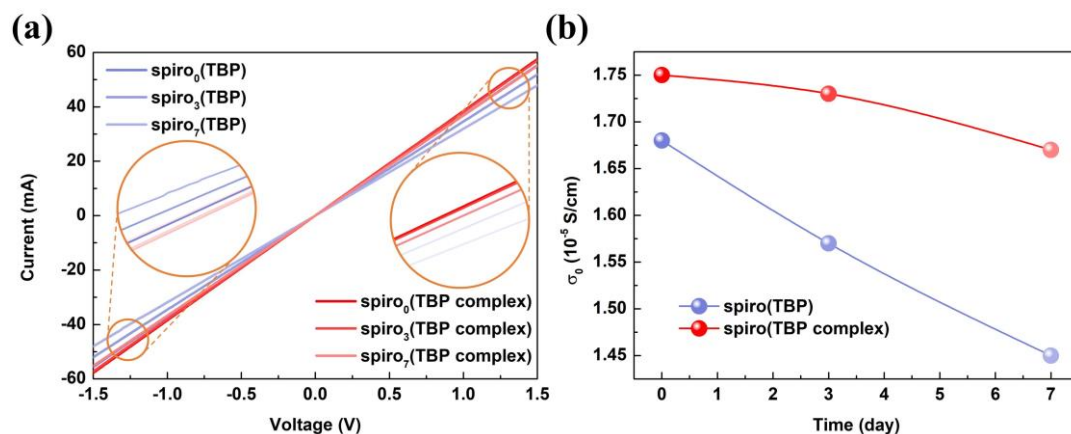 (a)
60
40
20
0
-20
-40
-60
Current (mA)
-1.5
-1.0
-0.5
0.0
0.5
1.0
1.5
Voltage (V)
spiro₀(TBP)
spiro₃(TBP)
spiro₇(TBP)
spiro₀(TBP complex)
spiro₃(TBP complex)
spiro₇(TBP complex)
(b)
1.75
1.70
1.65
1.60
1.55
1.50
1.45
σ₀ (10⁻⁵ S/cm)
0
1
2
3
4
5
6
7
Time (day)
spiro(TBP)
spiro(TBP complex)